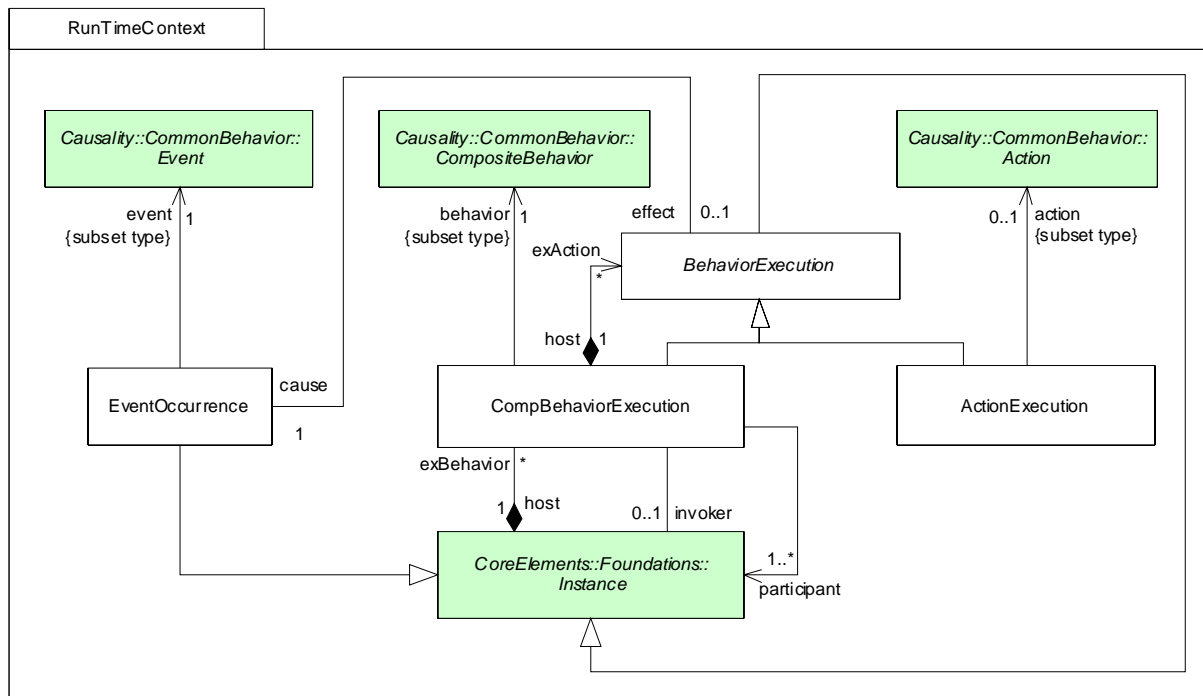 RunTimeContext
Causality::CommonBehavior::
Event
Causality::CommonBehavior::
CompositeBehavior
Causality::CommonBehavior::
Action
event 1
{subset type}
behavior 1
{subset type}
effect 0..1
0..1 action
{subset type}
exAction
*
BehaviorExecution
host 1
EventOccurrence
cause
1
CompBehaviorExecution
ActionExecution
exBehavior *
1 host
0..1 invoker
CoreElements::Foundations::
Instance
1..*
participant